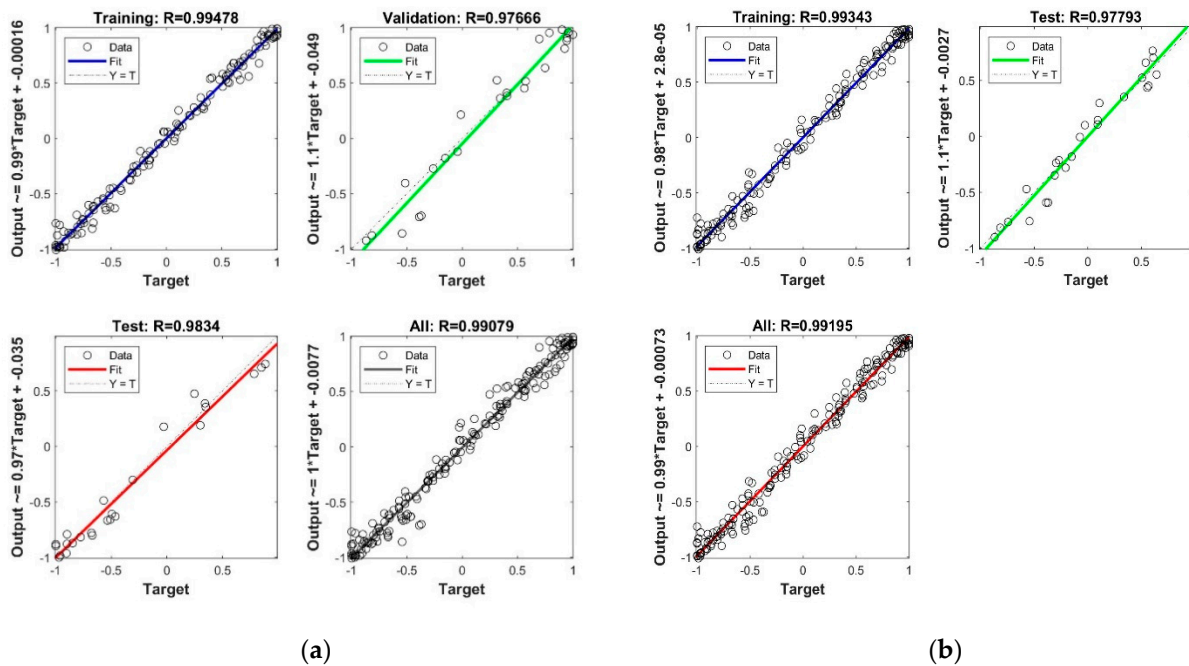 Training: R=0.99478
Output ~= 0.99*Target + -0.00016
1
0.5
0
-0.5
-1
Data
Fit
Y = T
-1
-0.5
0
0.5
1
Target
Validation: R=0.97666
Output ~= 1.1*Target + -0.049
1
0.5
0
-0.5
-1
Data
Fit
Y = T
-1
-0.5
0
0.5
1
Target
Test: R=0.9834
Output ~= 0.97*Target + -0.035
1
0.5
0
-0.5
-1
Data
Fit
Y = T
-1
-0.5
0
0.5
1
Target
All: R=0.99079
Output ~= 1*Target + -0.0077
1
0.5
0
-0.5
-1
Data
Fit
Y = T
-1
-0.5
0
0.5
1
Target
(a)
Training: R=0.99343
Output ~= 0.98*Target + 2.8e-05
1
0.5
0
-0.5
-1
Data
Fit
Y = T
-1
-0.5
0
0.5
1
Target
Test: R=0.97793
Output ~= 1.1*Target + -0.0027
1
0.5
0
-0.5
-1
Data
Fit
Y = T
-1
-0.5
0
0.5
Target
All: R=0.99195
Output ~= 0.99*Target + -0.00073
1
0.5
0
-0.5
-1
Data
Fit
Y = T
-1
-0.5
0
0.5
1
Target
(b)